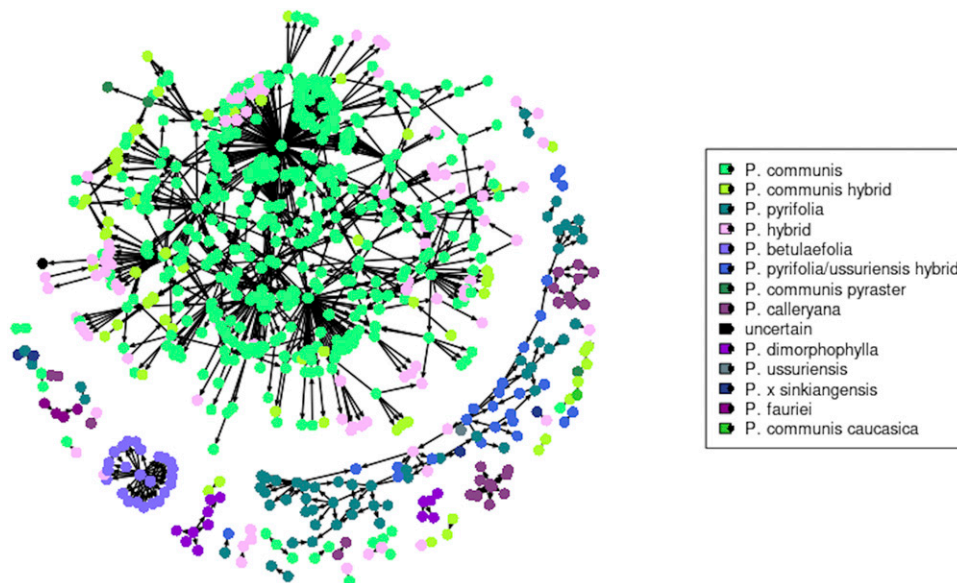 P. communis
P. communis hybrid
P. pyrifolia
P. hybrid
P. betulaefolia
P. pyrifolia/ussuriensis hybrid
P. communis pyraster
P. calleryana
uncertain
P. dimorphophylla
P. ussuriensis
P. x sinkiangensis
P. fauriei
P. communis caucasica